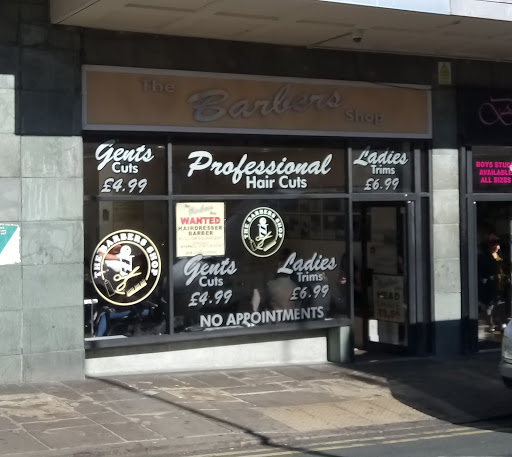 The
Barbers
Shop
Gents
Cuts
£4.99
Professional
Hair Cuts
Ladies
Trims
£6.99
WANTED
HAIRDRESSER
BARBER
THE BARBERS SHOP
THE BARBERS SHOP
Gents
Cuts
£4.99
Ladies
Trims
£6.99
NO APPOINTMENTS
BOYS
AVAILABLE
ALL SIZES